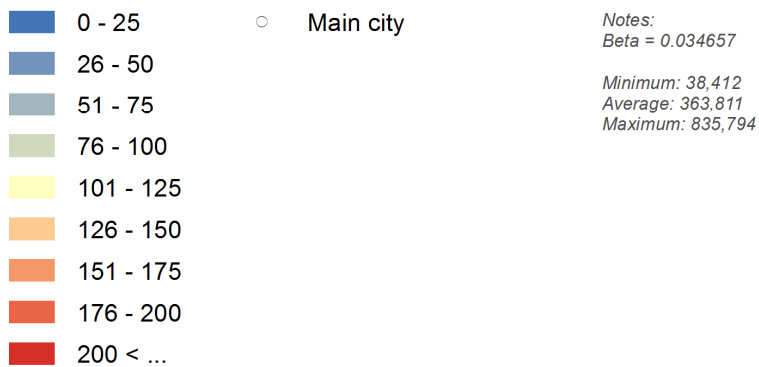 0 - 25
26 - 50
51 - 75
76 - 100
101 - 125
126 - 150
151 - 175
176 - 200
200 < ...
Main city
Notes:
Beta = 0.034657
Minimum: 38,412
Average: 363,811
Maximum: 835,794